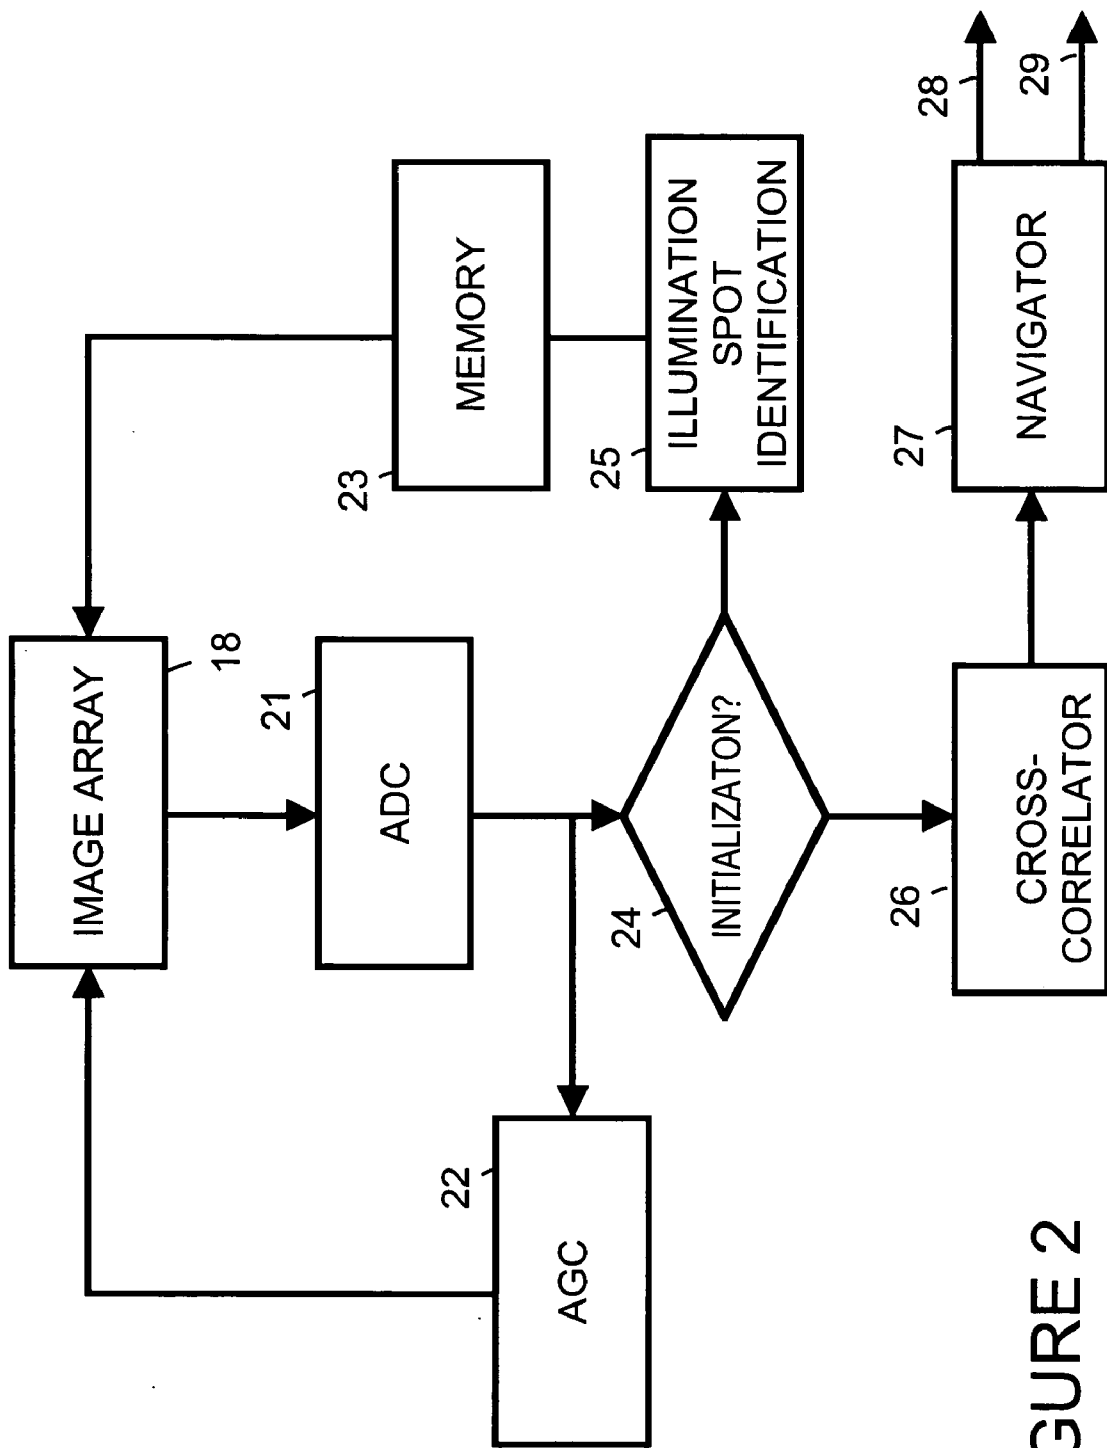 IMAGE ARRAY
18
21
ADC
23
MEMORY
22
AGC
24
INITIALIZATON?
25
ILLUMINATION
SPOT
IDENTIFICATION
26
CROSS-
CORRELATOR
27
NAVIGATOR
28
29
GURE 2